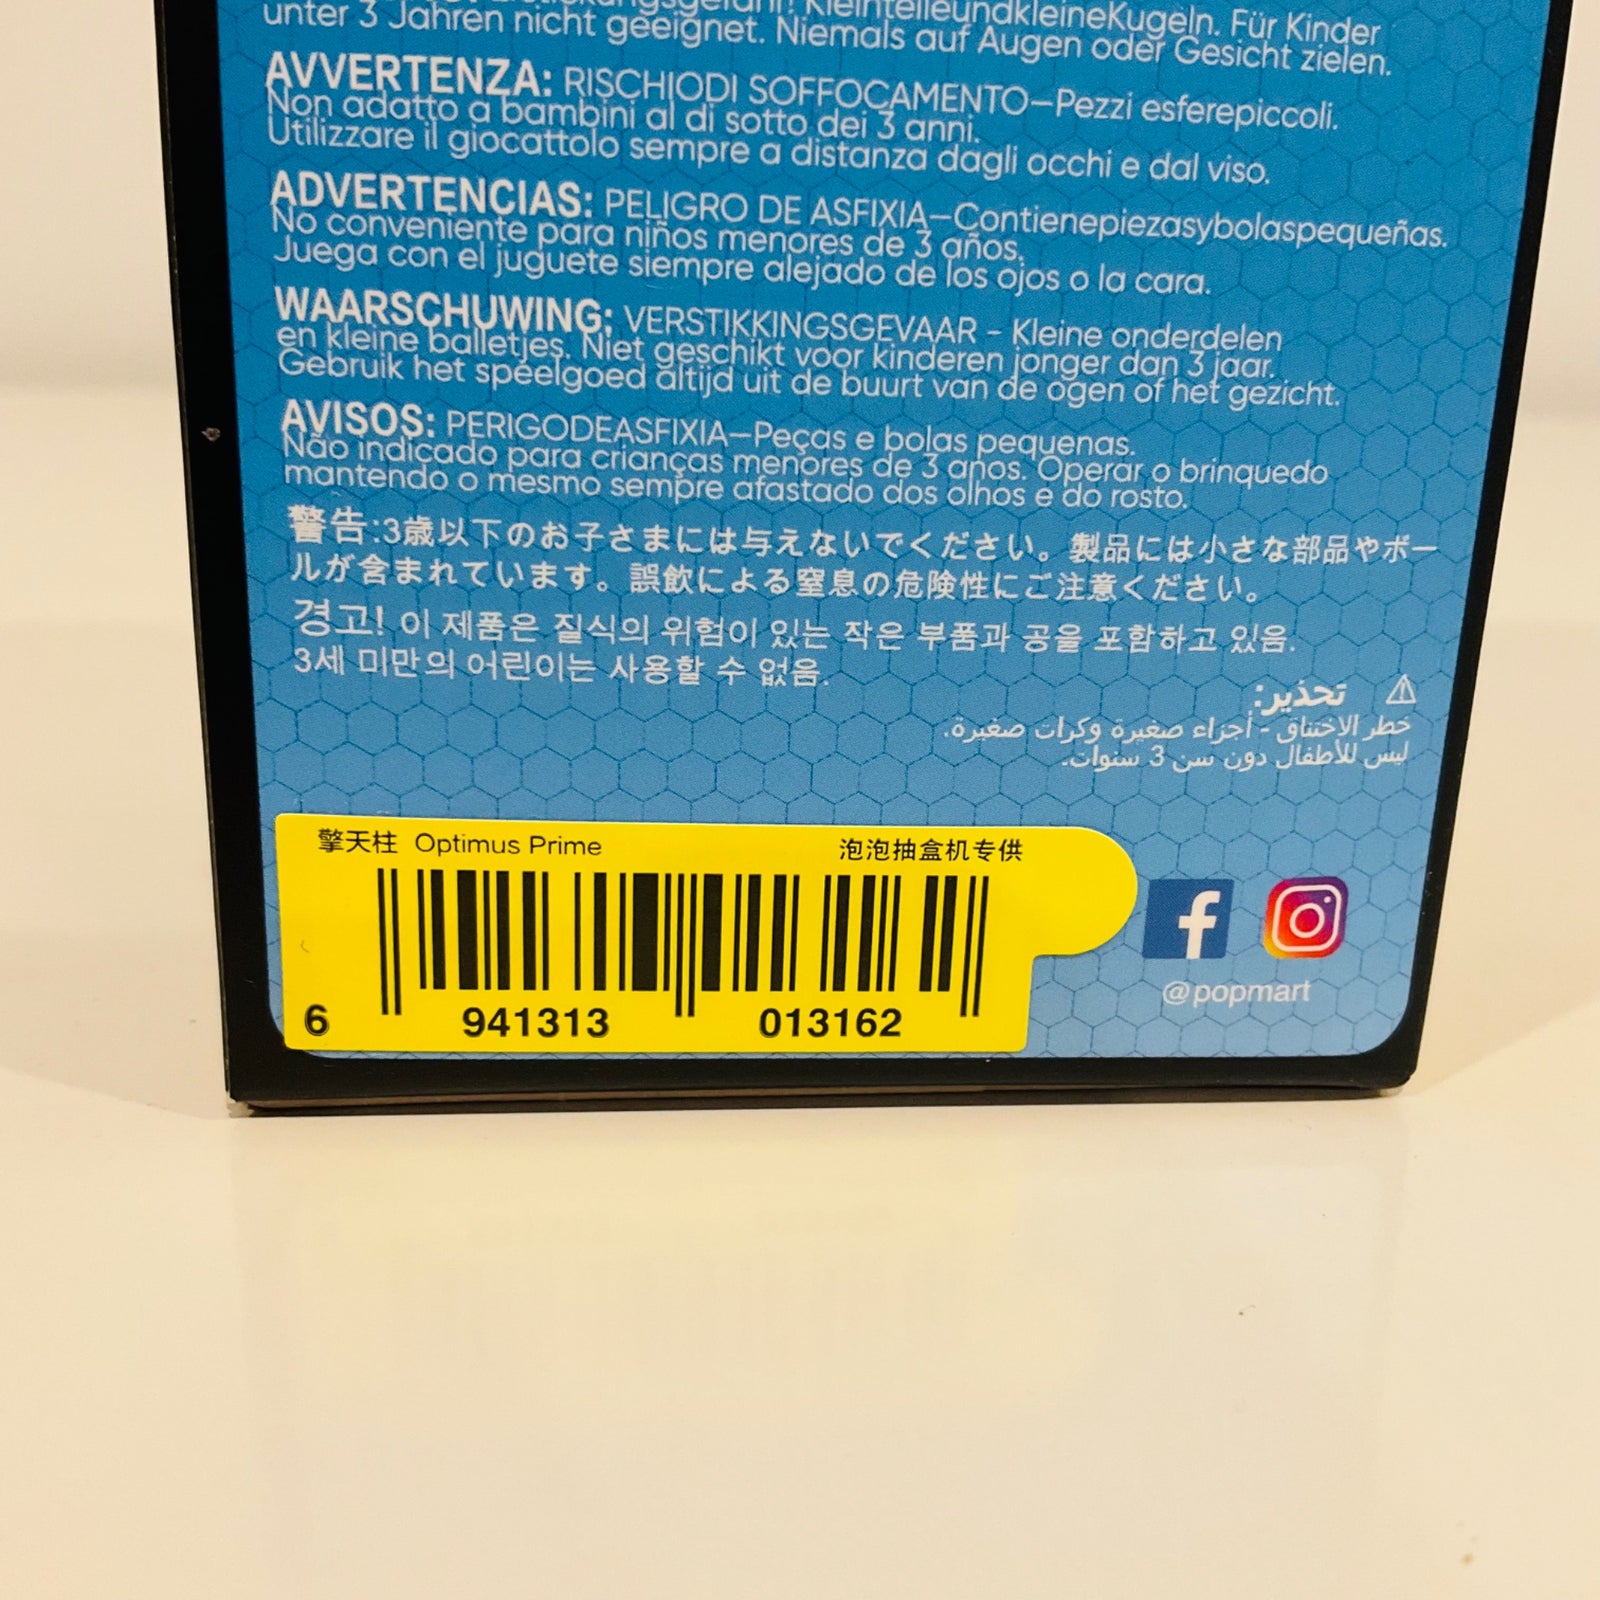 KleinteileundkleineKugeln. Für Kinder
unter 3 Jahren nicht geeignet. Niemals auf Augen oder Gesicht zielen.
AVVERTENZA: RISCHIODI SOFFOCAMENTO—Pezzi esferepiccoli.
Non adatto a bambini al di sotto dei 3 anni.
Utilizzare il giocattolo sempre a distanza dagli occhi e dal viso.
ADVERTENCIAS: PELIGRO DE ASFIXIA—Contienepiezasybolaspequeñas.
No conveniente para niños menores de 3 años.
Juega con el juguete siempre alejado de los ojos o la cara.
WAARSCHUWING: VERSTIKKINGSGEVAAR - Kleine onderdelen
en kleine balletjes. Niet geschikt voor kinderen jonger dan 3 jaar.
Gebruik het speelgoed altijd uit de buurt van de ogen of het gezicht.
AVISOS: PERIGODEASFIXIA—Peças e bolas pequenas.
Não indicado para crianças menores de 3 anos. Operar o brinquedo
mantendo o mesmo sempre afastado dos olhos e do rosto.
警告:3歳以下のお子さまには与えないでください。製品には小さな部品やボー
ルが含まれています。誤飲による窒息の危険性にご注意ください。
경고! 이 제품은 질식의 위험이 있는 작은 부품과 공을 포함하고 있음.
3세 미만의 어린이는 사용할 수 없음.
⚠ تحذير:
خطر الاختناق - أجزاء صغيرة وكرات صغيرة.
ليس للأطفال دون سن 3 سنوات.
擎天柱 Optimus Prime 泡泡抽盒机专供
6 941313 013162
@popmart